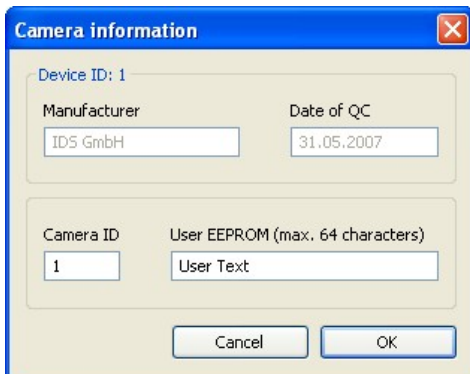 Camera information
Device ID: 1
Manufacturer Date of QC
IDS GmbH 31.05.2007
Camera ID User EEPROM (max. 64 characters)
1 User Text
Cancel OK